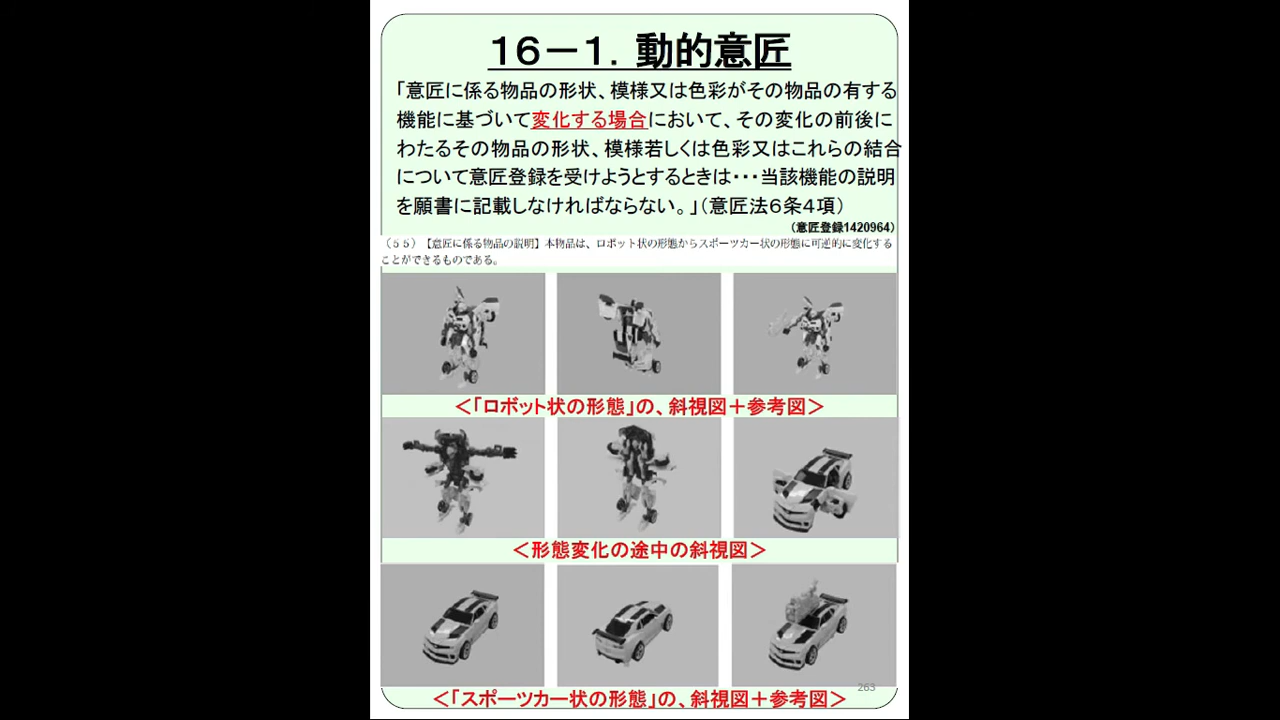 16－1．動的意匠
「意匠に係る物品の形状、模様又は色彩がその物品の有する
機能に基づいて変化する場合において、その変化の前後に
わたるその物品の形状、模様若しくは色彩又はこれらの結合
について意匠登録を受けようとするときは・・・当該機能の説明
を願書に記載しなければならない。」（意匠法６条４項）
（意匠登録1420964）
（５５）【意匠に係る物品の説明】本物品は、ロボット状の形態からスポーツカー状の形態に可逆的に変化する
ことができるものである。
＜「ロボット状の形態」の、斜視図＋参考図＞
＜形態変化の途中の斜視図＞
263
＜「スポーツカー状の形態」の、斜視図＋参考図＞